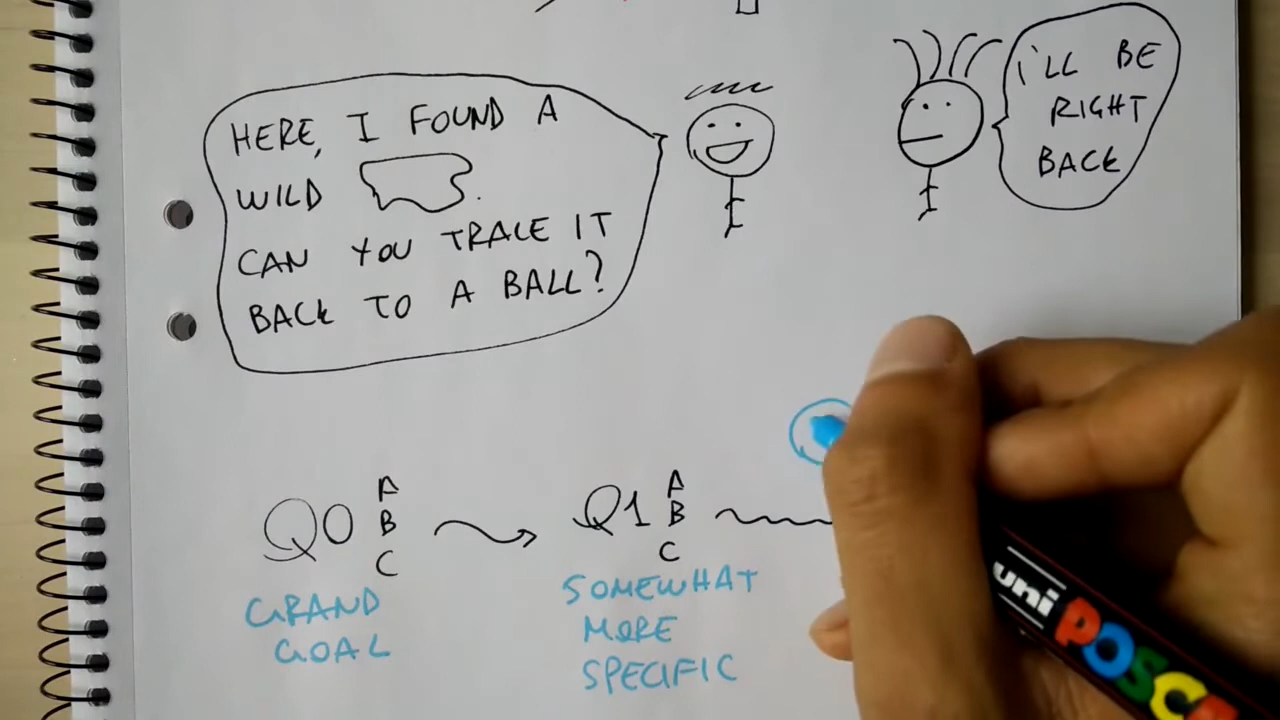 HERE, I FOUND A
WILD .
CAN YOU TRACE IT
BACK TO A BALL?
I'LL BE
RIGHT
BACK
Q0 A B C
GRAND
GOAL
Q1 A B C
SOMEWHAT
MORE
SPECIFIC
uni POSCA